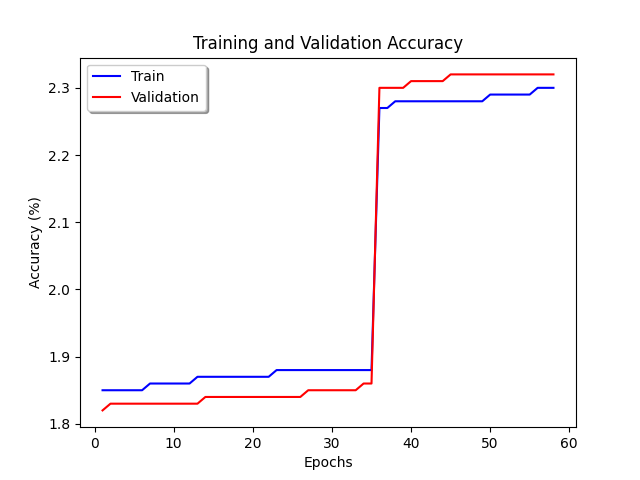 Training and Validation Accuracy
Train
Validation
2.3
2.2
2.1
2.0
1.9
1.8
Accuracy (%)
0
10
20
30
40
50
60
Epochs